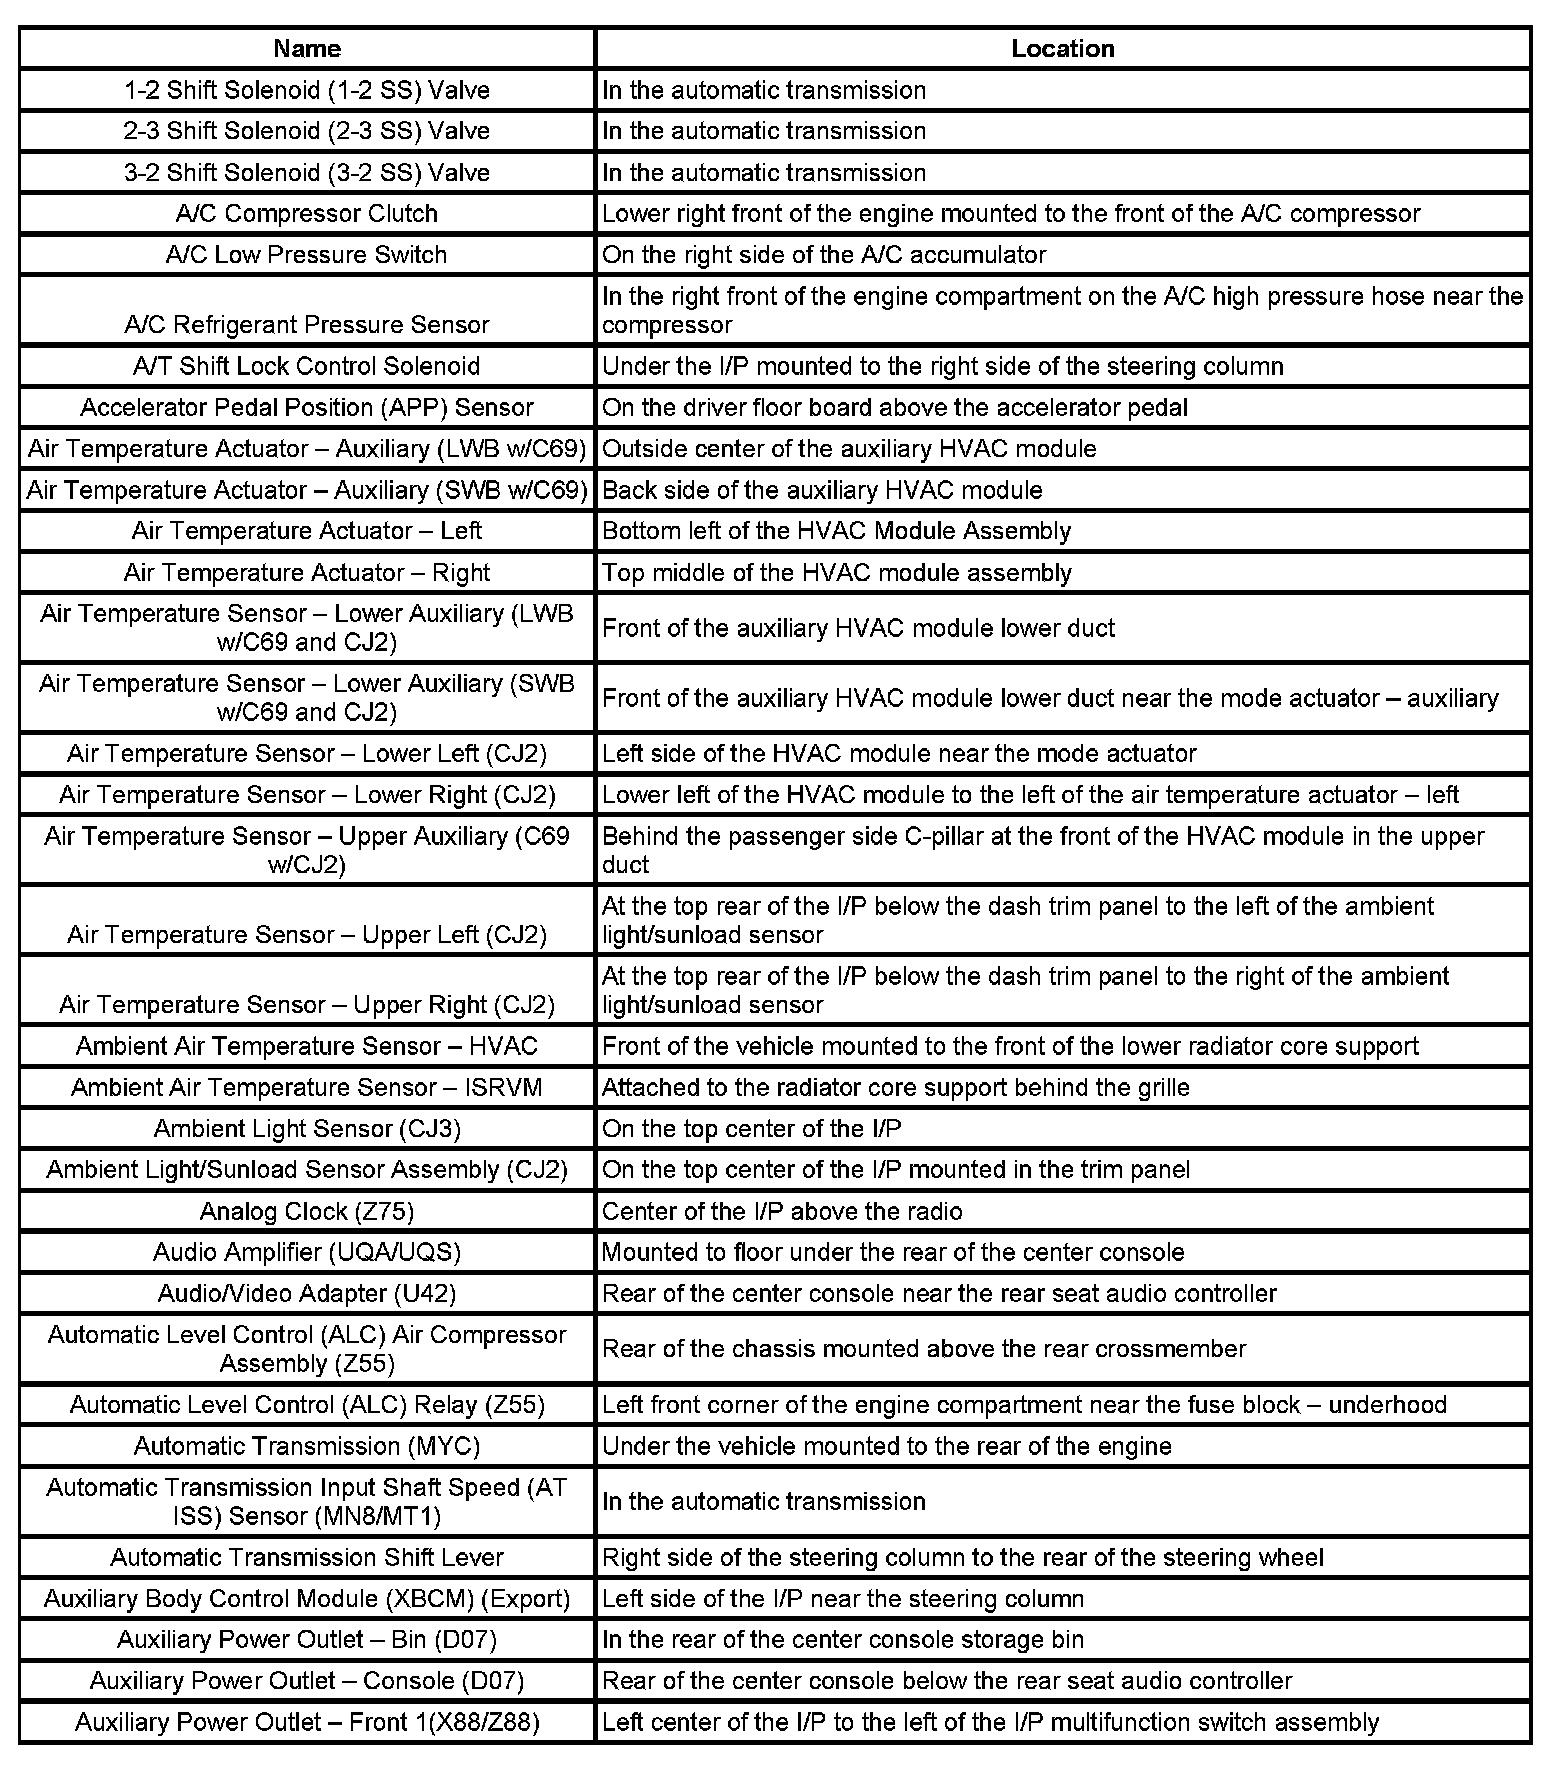 Name Location
1-2 Shift Solenoid (1-2 SS) Valve In the automatic transmission
2-3 Shift Solenoid (2-3 SS) Valve In the automatic transmission
3-2 Shift Solenoid (3-2 SS) Valve In the automatic transmission
A/C Compressor Clutch Lower right front of the engine mounted to the front of the A/C compressor
A/C Low Pressure Switch On the right side of the A/C accumulator
In the right front of the engine compartment on the A/C high pressure hose near the
A/C Refrigerant Pressure Sensor compressor
A/T Shift Lock Control Solenoid Under the I/P mounted to the right side of the steering column
Accelerator Pedal Position (APP) Sensor On the driver floor board above the accelerator pedal
Air Temperature Actuator – Auxiliary (LWB w/C69) Outside center of the auxiliary HVAC module
Air Temperature Actuator – Auxiliary (SWB w/C69) Back side of the auxiliary HVAC module
Air Temperature Actuator – Left Bottom left of the HVAC Module Assembly
Air Temperature Actuator – Right Top middle of the HVAC module assembly
Air Temperature Sensor – Lower Auxiliary (LWB
w/C69 and CJ2)
Front of the auxiliary HVAC module lower duct
Air Temperature Sensor – Lower Auxiliary (SWB
w/C69 and CJ2)
Front of the auxiliary HVAC module lower duct near the mode actuator – auxiliary
Air Temperature Sensor – Lower Left (CJ2) Left side of the HVAC module near the mode actuator
Air Temperature Sensor – Lower Right (CJ2) Lower left of the HVAC module to the left of the air temperature actuator – left
Air Temperature Sensor – Upper Auxiliary (C69 Behind the passenger side C-pillar at the front of the HVAC module in the upper
w/CJ2) duct
At the top rear of the I/P below the dash trim panel to the left of the ambient
Air Temperature Sensor – Upper Left (CJ2) light/sunload sensor
At the top rear of the I/P below the dash trim panel to the right of the ambient
Air Temperature Sensor – Upper Right (CJ2) light/sunload sensor
Ambient Air Temperature Sensor – HVAC Front of the vehicle mounted to the front of the lower radiator core support
Ambient Air Temperature Sensor – ISRVM Attached to the radiator core support behind the grille
Ambient Light Sensor (CJ3) On the top center of the I/P
Ambient Light/Sunload Sensor Assembly (CJ2) On the top center of the I/P mounted in the trim panel
Analog Clock (Z75) Center of the I/P above the radio
Audio Amplifier (UQA/UQS) Mounted to floor under the rear of the center console
Audio/Video Adapter (U42) Rear of the center console near the rear seat audio controller
Automatic Level Control (ALC) Air Compressor
Assembly (Z55)
Rear of the chassis mounted above the rear crossmember
Automatic Level Control (ALC) Relay (Z55) Left front corner of the engine compartment near the fuse block – underhood
Automatic Transmission (MYC) Under the vehicle mounted to the rear of the engine
Automatic Transmission Input Shaft Speed (AT
ISS) Sensor (MN8/MT1)
In the automatic transmission
Automatic Transmission Shift Lever Right side of the steering column to the rear of the steering wheel
Auxiliary Body Control Module (XBCM) (Export) Left side of the I/P near the steering column
Auxiliary Power Outlet – Bin (D07) In the rear of the center console storage bin
Auxiliary Power Outlet – Console (D07) Rear of the center console below the rear seat audio controller
Auxiliary Power Outlet – Front 1(X88/Z88) Left center of the I/P to the left of the I/P multifunction switch assembly